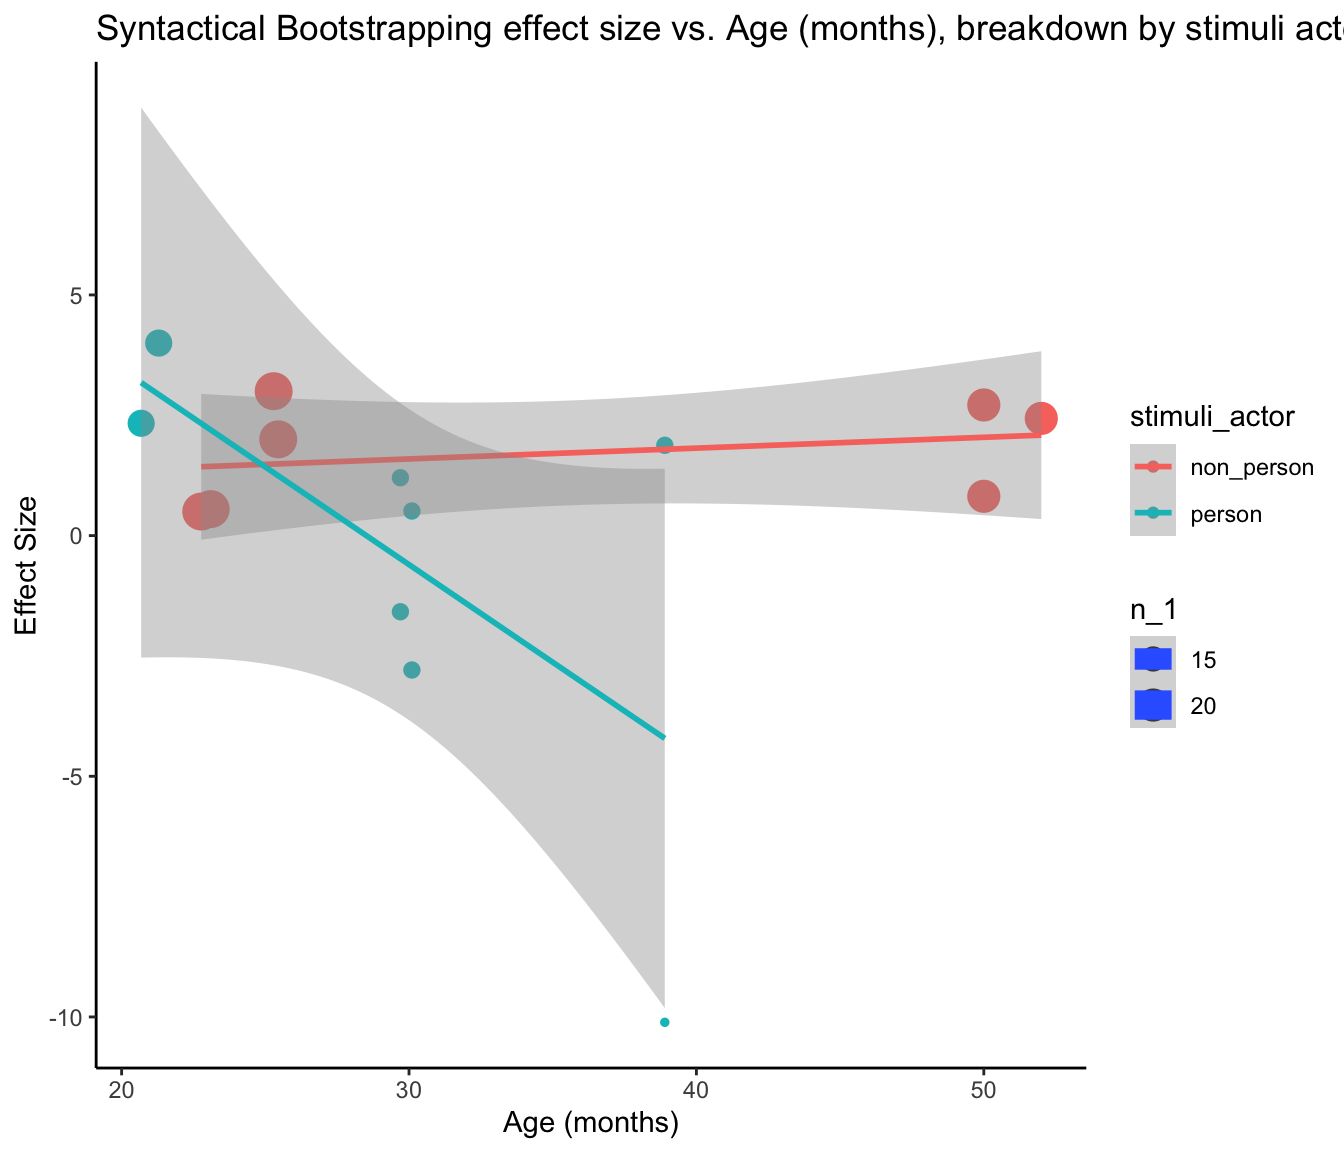 Syntactical Bootstrapping effect size vs. Age (months), breakdown by stimuli
5
0
-5
-10
Effect Size
20 30 40 50
Age (months)
stimuli_actor
non_person
person
n_1
15
20